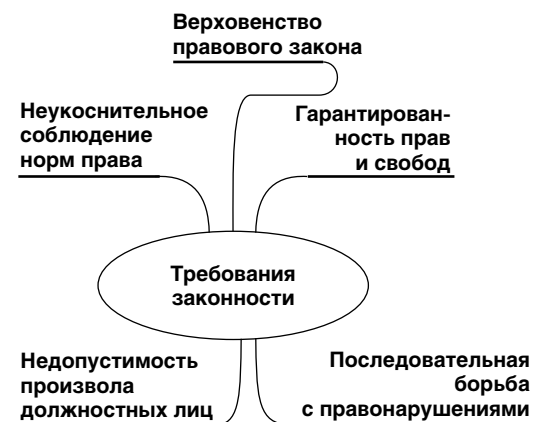 Верховенство
правового закона
Неукоснительное
соблюдение
норм права
Гарантирован-
ность прав
и свобод
Требования
законности
Недопустимость
произвола
должностных лиц
Последовательная
борьба
с правонарушениями